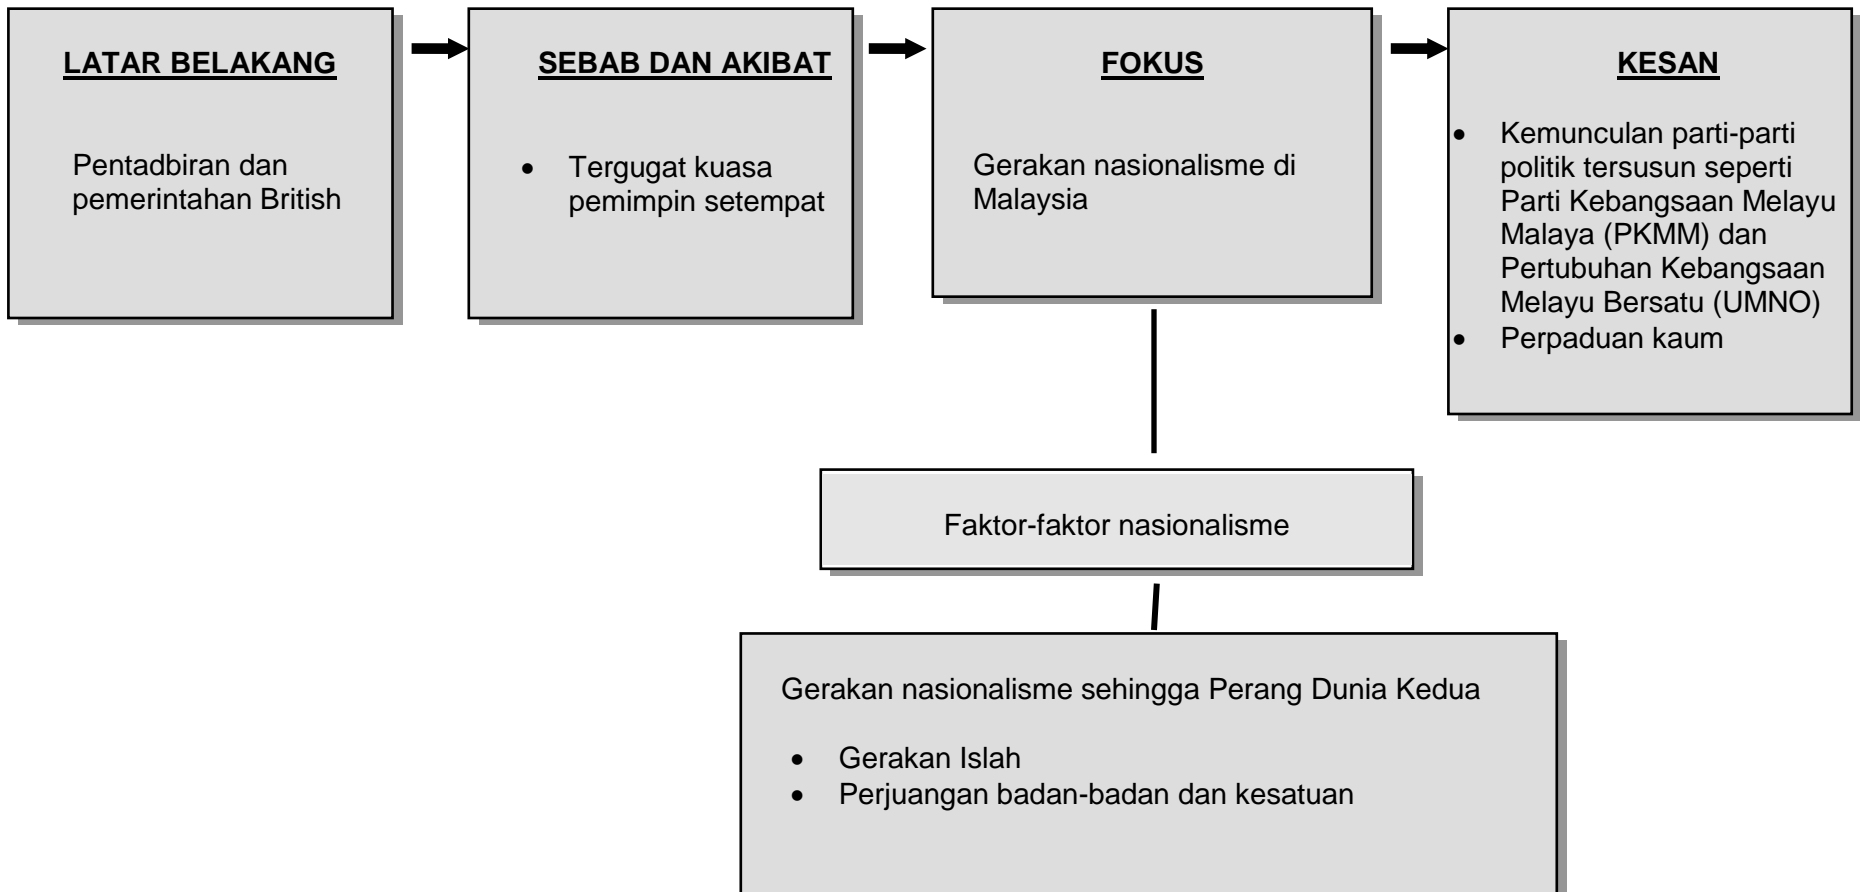 LATAR BELAKANG
Pentadbiran dan
pemerintahan British
SEBAB DAN AKIBAT
• Tergugat kuasa
pemimpin setempat
FOKUS
Gerakan nasionalisme di
Malaysia
KESAN
• Kemunculan parti-parti
politik tersusun seperti
Parti Kebangsaan Melayu
Malaya (PKMM) dan
Pertubuhan Kebangsaan
Melayu Bersatu (UMNO)
• Perpaduan kaum
Faktor-faktor nasionalisme
Gerakan nasionalisme sehingga Perang Dunia Kedua
• Gerakan Islah
• Perjuangan badan-badan dan kesatuan